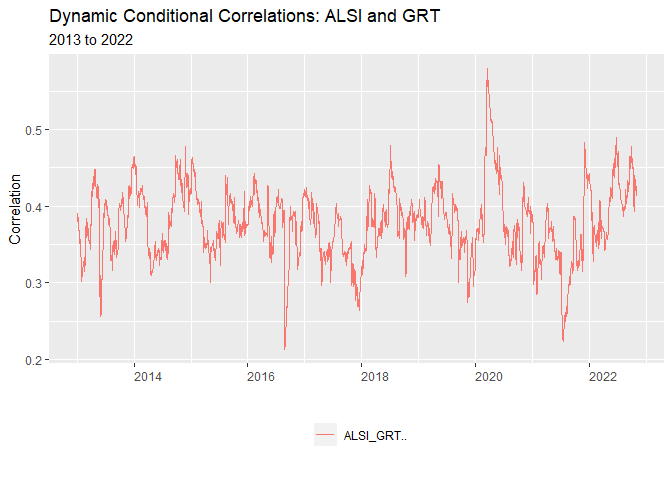 Dynamic Conditional Correlations: ALSI and GRT
2013 to 2022
Correlation
0.5
0.4
0.3
0.2
2014 2016 2018 2020 2022
ALSI_GRT..